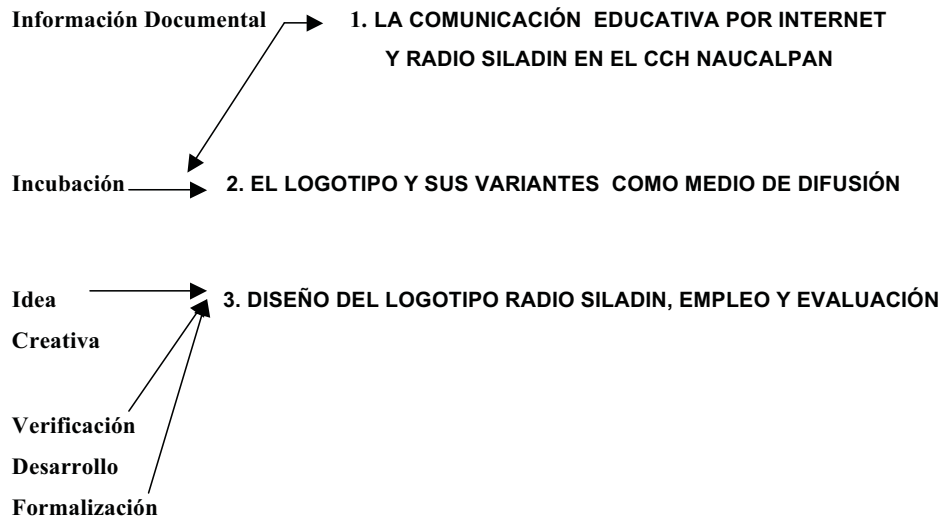 Información Documental 1. LA COMUNICACIÓN EDUCATIVA POR INTERNET
Y RADIO SILADIN EN EL CCH NAUCALPAN
Incubación 2. EL LOGOTIPO Y SUS VARIANTES COMO MEDIO DE DIFUSIÓN
Idea 3. DISEÑO DEL LOGOTIPO RADIO SILADIN, EMPLEO Y EVALUACIÓN
Creativa
Verificación
Desarrollo
Formalización